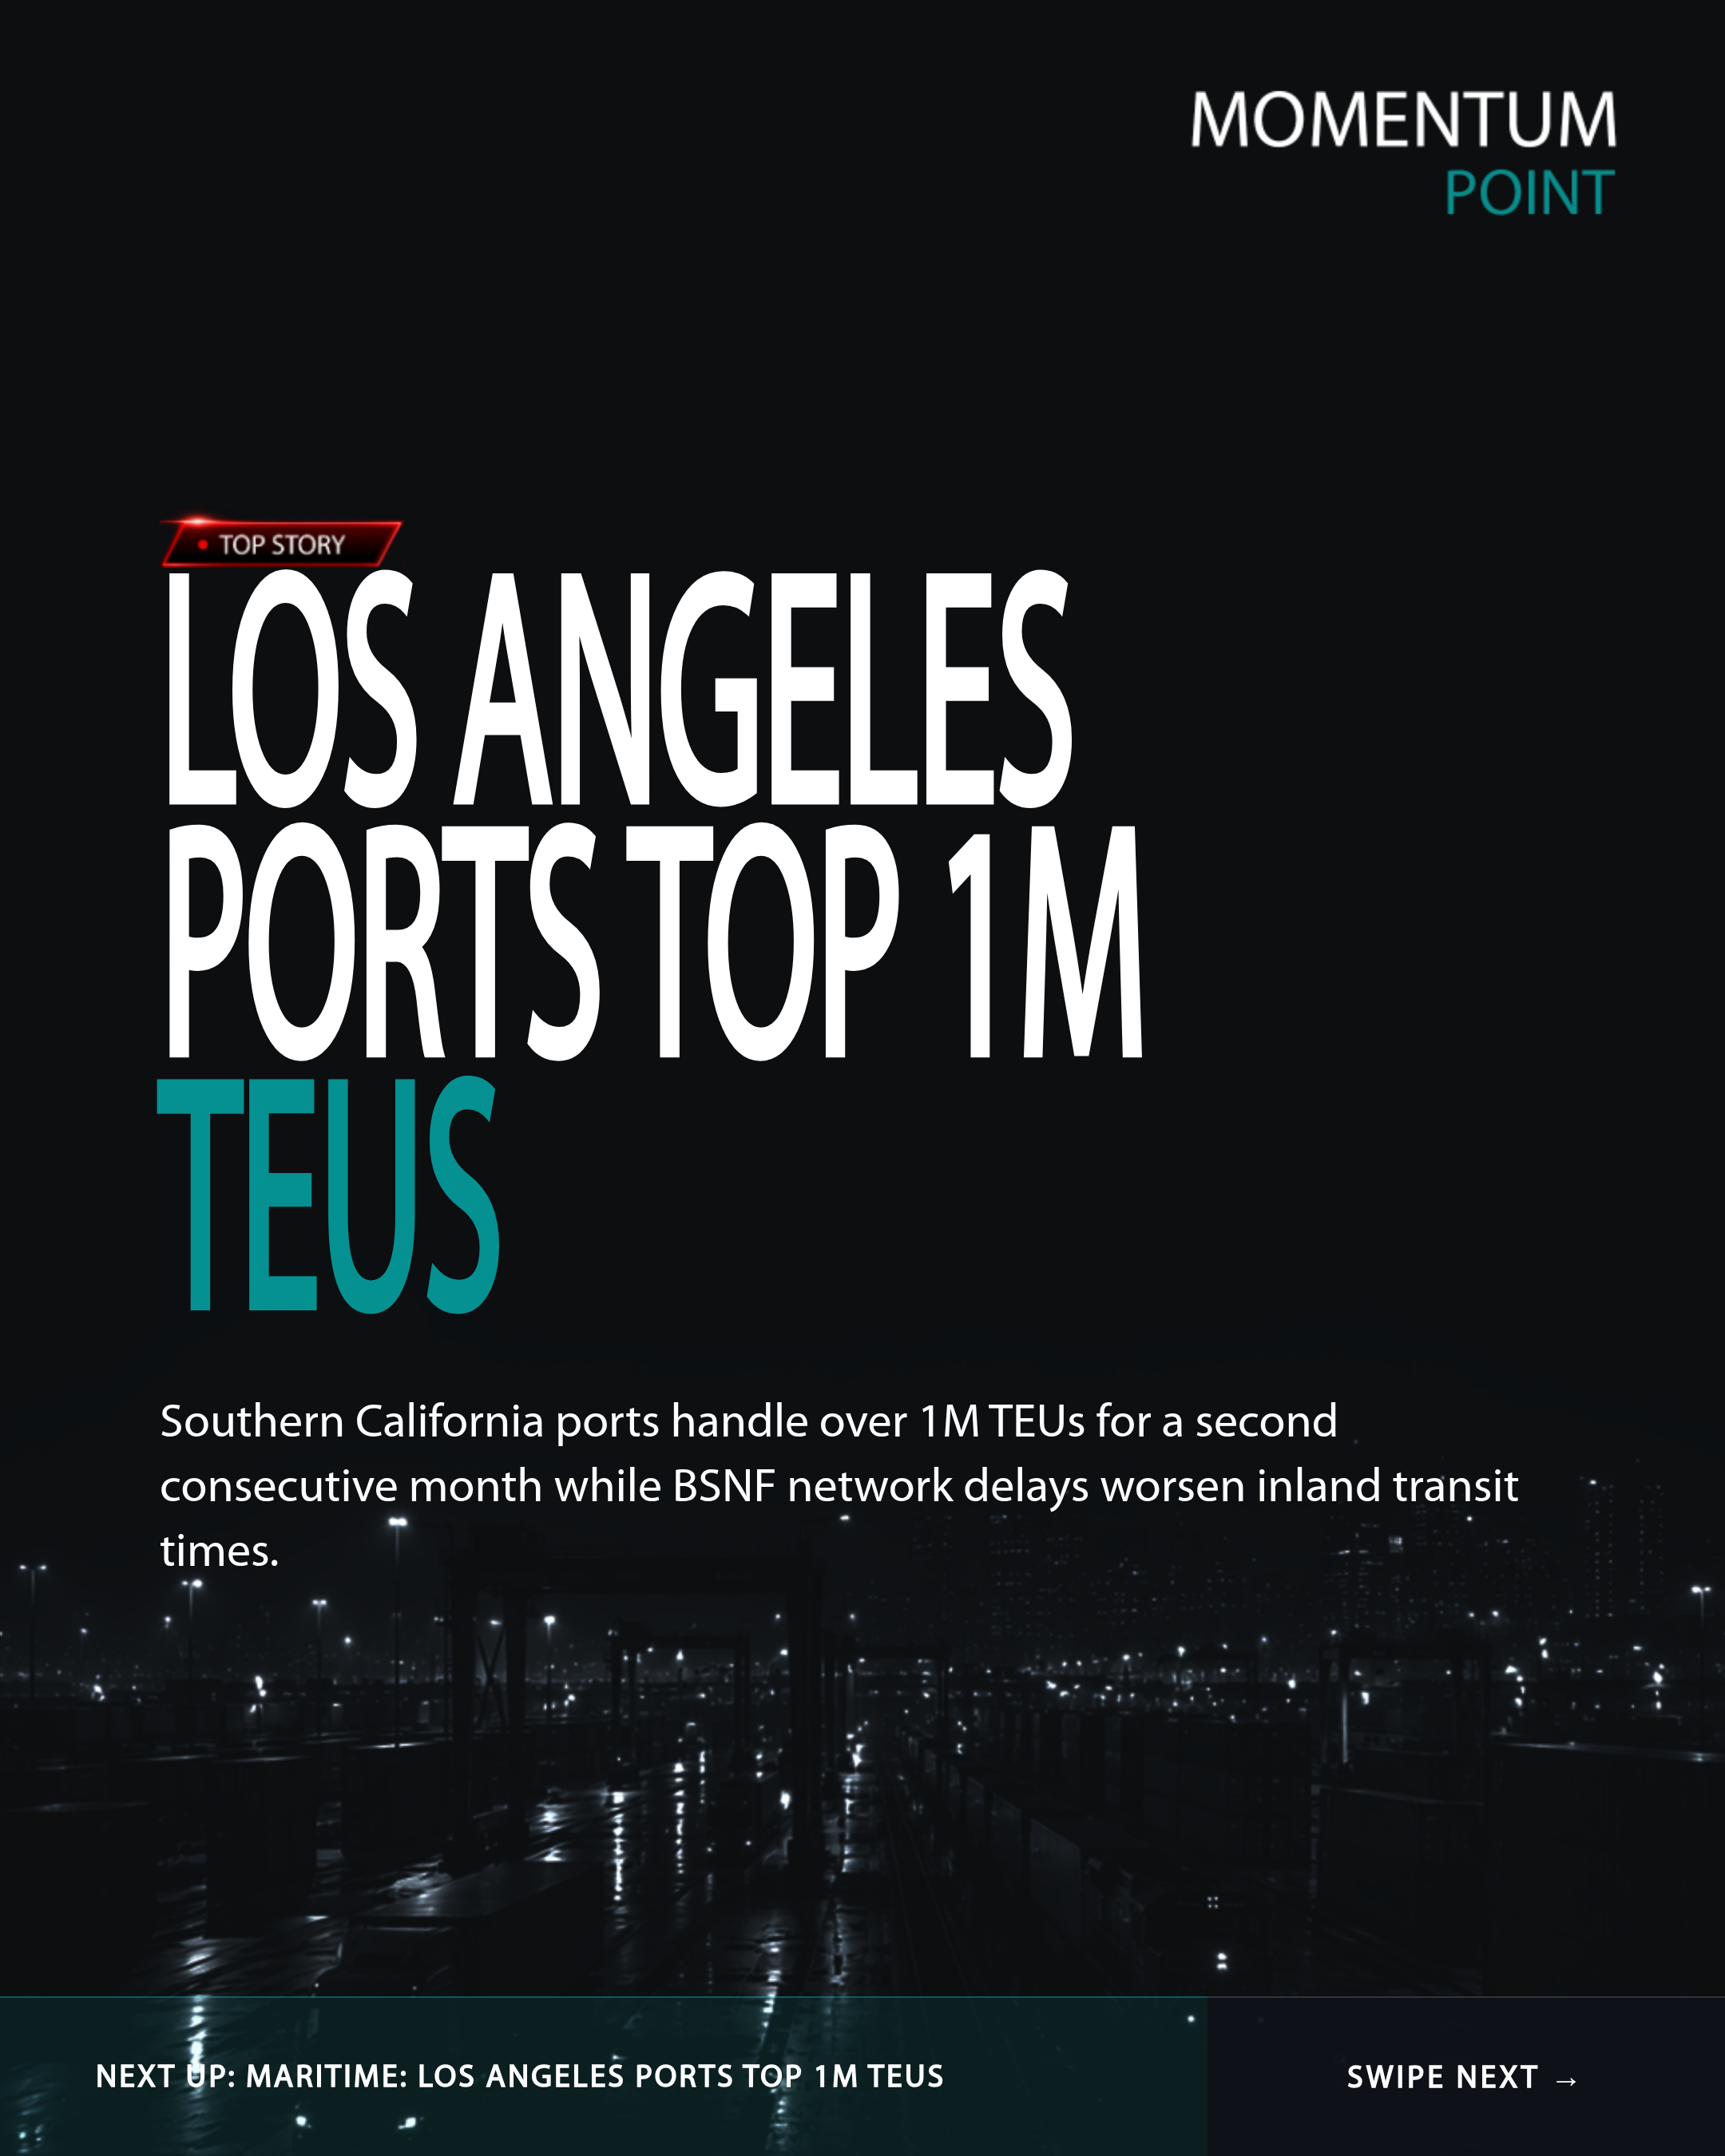 MOMENTUM
POINT
TOP STORY
LOS ANGELES
PORTS TOP 1M
TEUS
Southern California ports handle over 1M TEUs for a second
consecutive month while BSNF network delays worsen inland transit
times.
NEXT UP: MARITIME: LOS ANGELES PORTS TOP 1M TEUS
SWIPE NEXT →